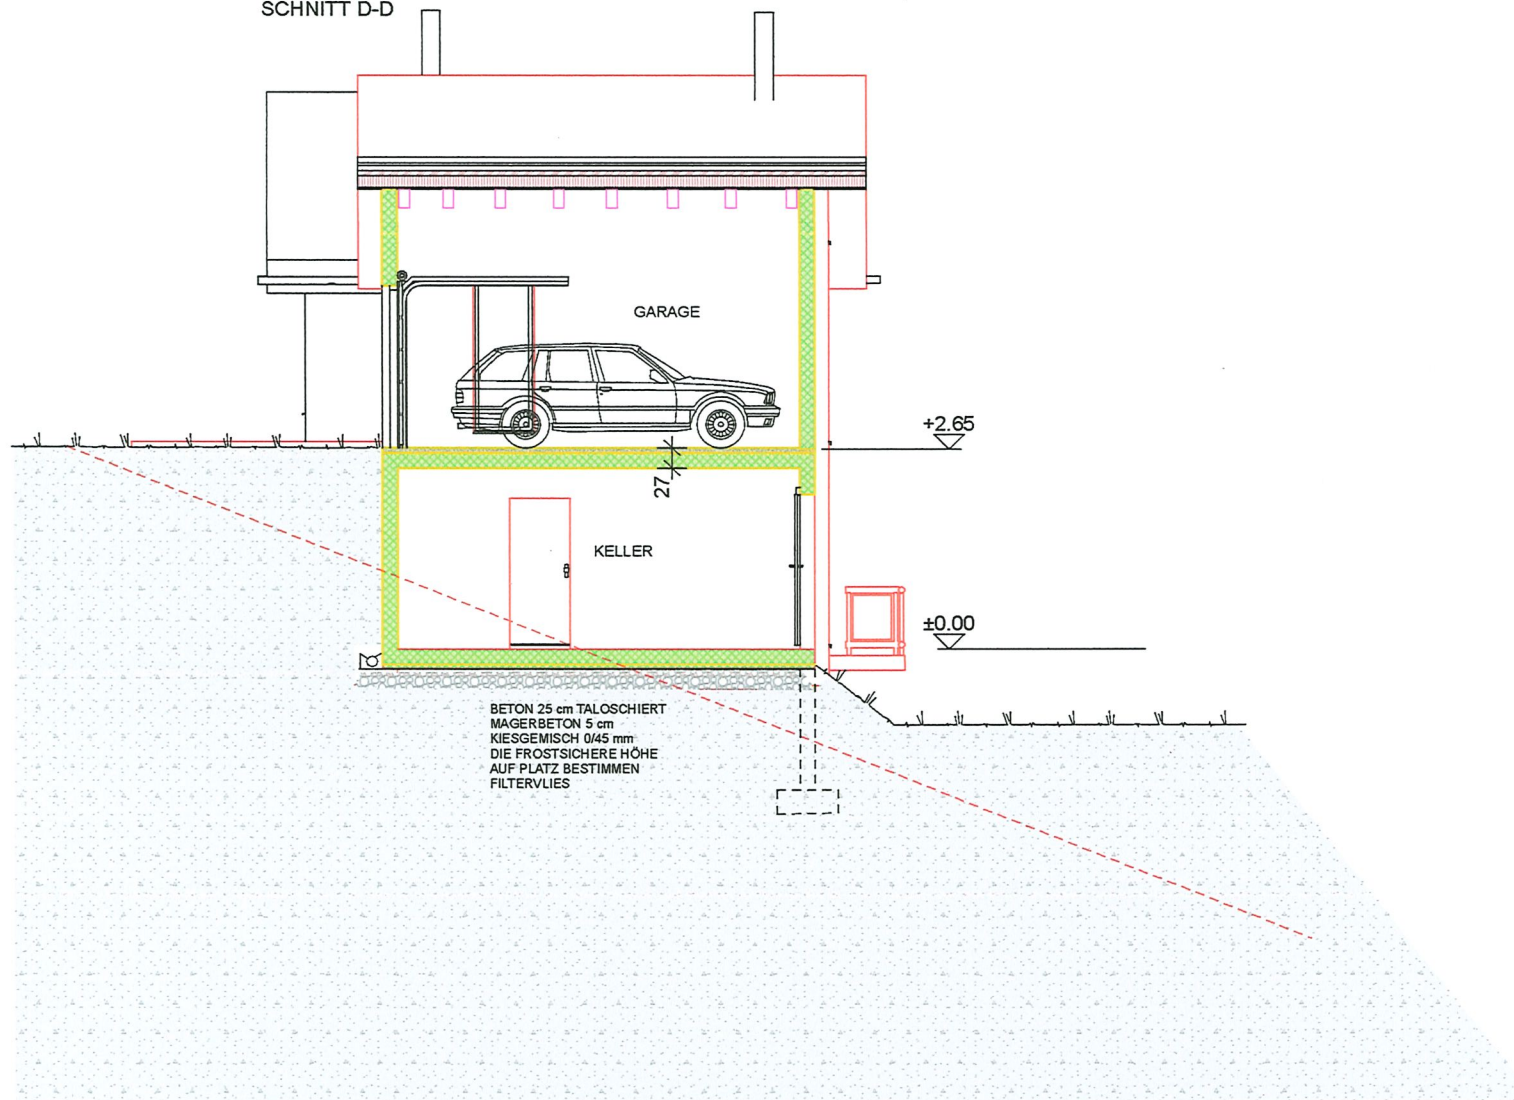 SCHNITT D-D
GARAGE
+2.65
27
KELLER
±0.00
BETON 25 cm TALOSCHIERT
MAGERBETON 5 cm
KIESGEMISCH 0/45 mm
DIE FROSTSICHERE HÖHE
AUF PLATZ BESTIMMEN
FILTERVLIES